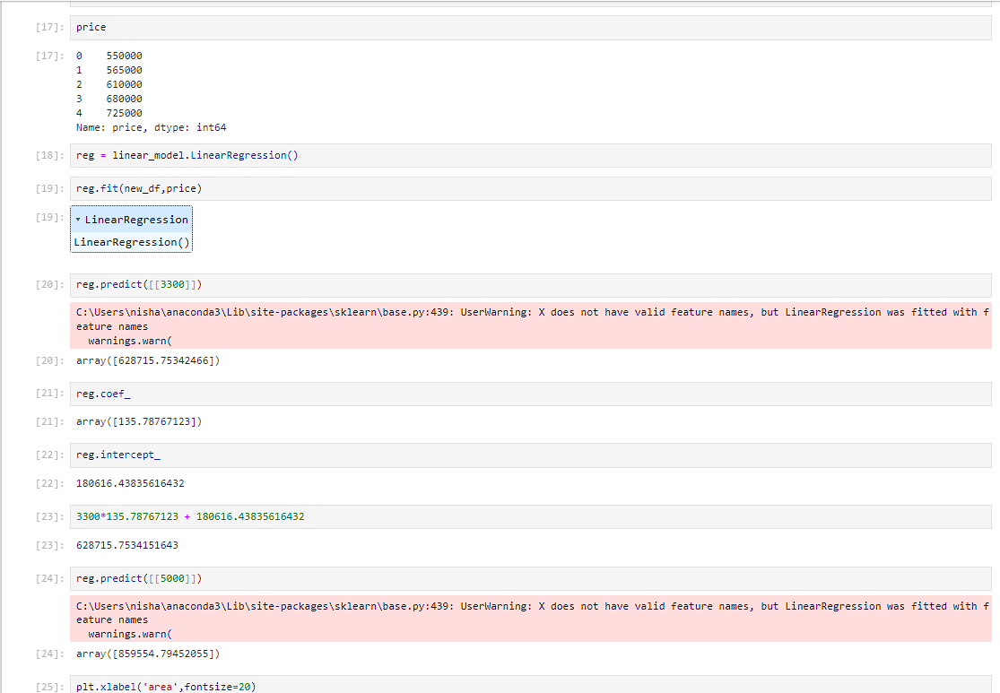 [17]: price
[17]: 0    550000
1    565000
2    610000
3    680000
4    725000
Name: price, dtype: int64
[18]: reg = linear_model.LinearRegression()
[19]: reg.fit(new_df,price)
[19]: ▾ LinearRegression
LinearRegression()
[20]: reg.predict([[3300]])
C:\Users\nisha\anaconda3\Lib\site-packages\sklearn\base.py:439: UserWarning: X does not have valid feature names, but LinearRegression was fitted with f
eature names
  warnings.warn(
[20]: array([628715.75342466])
[21]: reg.coef_
[21]: array([135.78767123])
[22]: reg.intercept_
[22]: 180616.43835616432
[23]: 3300*135.78767123 + 180616.43835616432
[23]: 628715.7534151643
[24]: reg.predict([[5000]])
C:\Users\nisha\anaconda3\Lib\site-packages\sklearn\base.py:439: UserWarning: X does not have valid feature names, but LinearRegression was fitted with f
eature names
  warnings.warn(
[24]: array([859554.79452055])
[25]: plt.xlabel('area',fontsize=20)